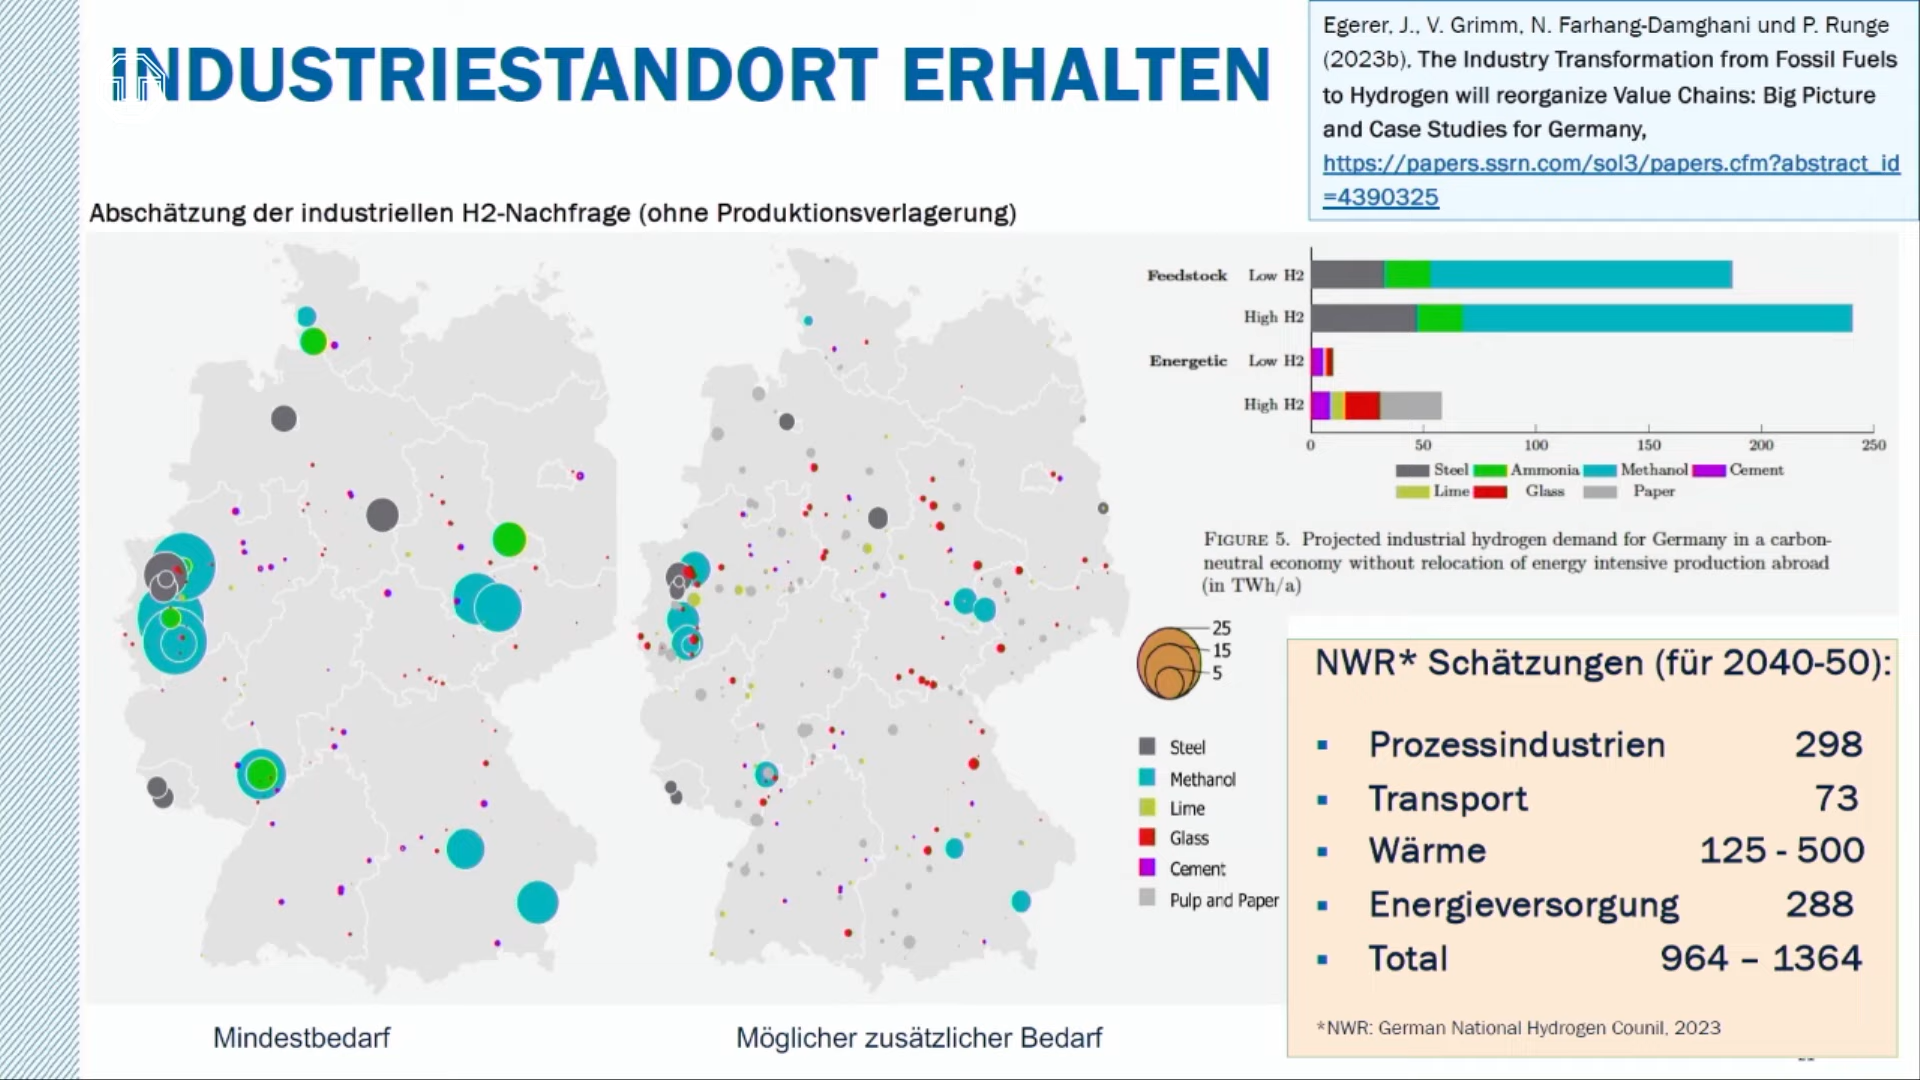 INDUSTRIESTANDORT ERHALTEN
Egerer, J., V. Grimm, N. Farhang-Damghani und P. Runge
(2023b). The Industry Transformation from Fossil Fuels
to Hydrogen will reorganize Value Chains: Big Picture
and Case Studies for Germany,
https://papers.ssrn.com/sol3/papers.cfm?abstract_id
=4390325
Abschätzung der industriellen H2-Nachfrage (ohne Produktionsverlagerung)
Feedstock Low H2
High H2
Energetic Low H2
High H2
0 50 100 150 200 250
Steel Ammonia Methanol Cement
Lime Glass Paper
FIGURE 5. Projected industrial hydrogen demand for Germany in a carbon-
neutral economy without relocation of energy intensive production abroad
(in TWh/a)
25
15
5
Steel
Methanol
Lime
Glass
Cement
Pulp and Paper
NWR* Schätzungen (für 2040-50):
▪ Prozessindustrien 298
▪ Transport 73
▪ Wärme 125 - 500
▪ Energieversorgung 288
▪ Total 964 – 1364
*NWR: German National Hydrogen Counil, 2023
Mindestbedarf
Möglicher zusätzlicher Bedarf